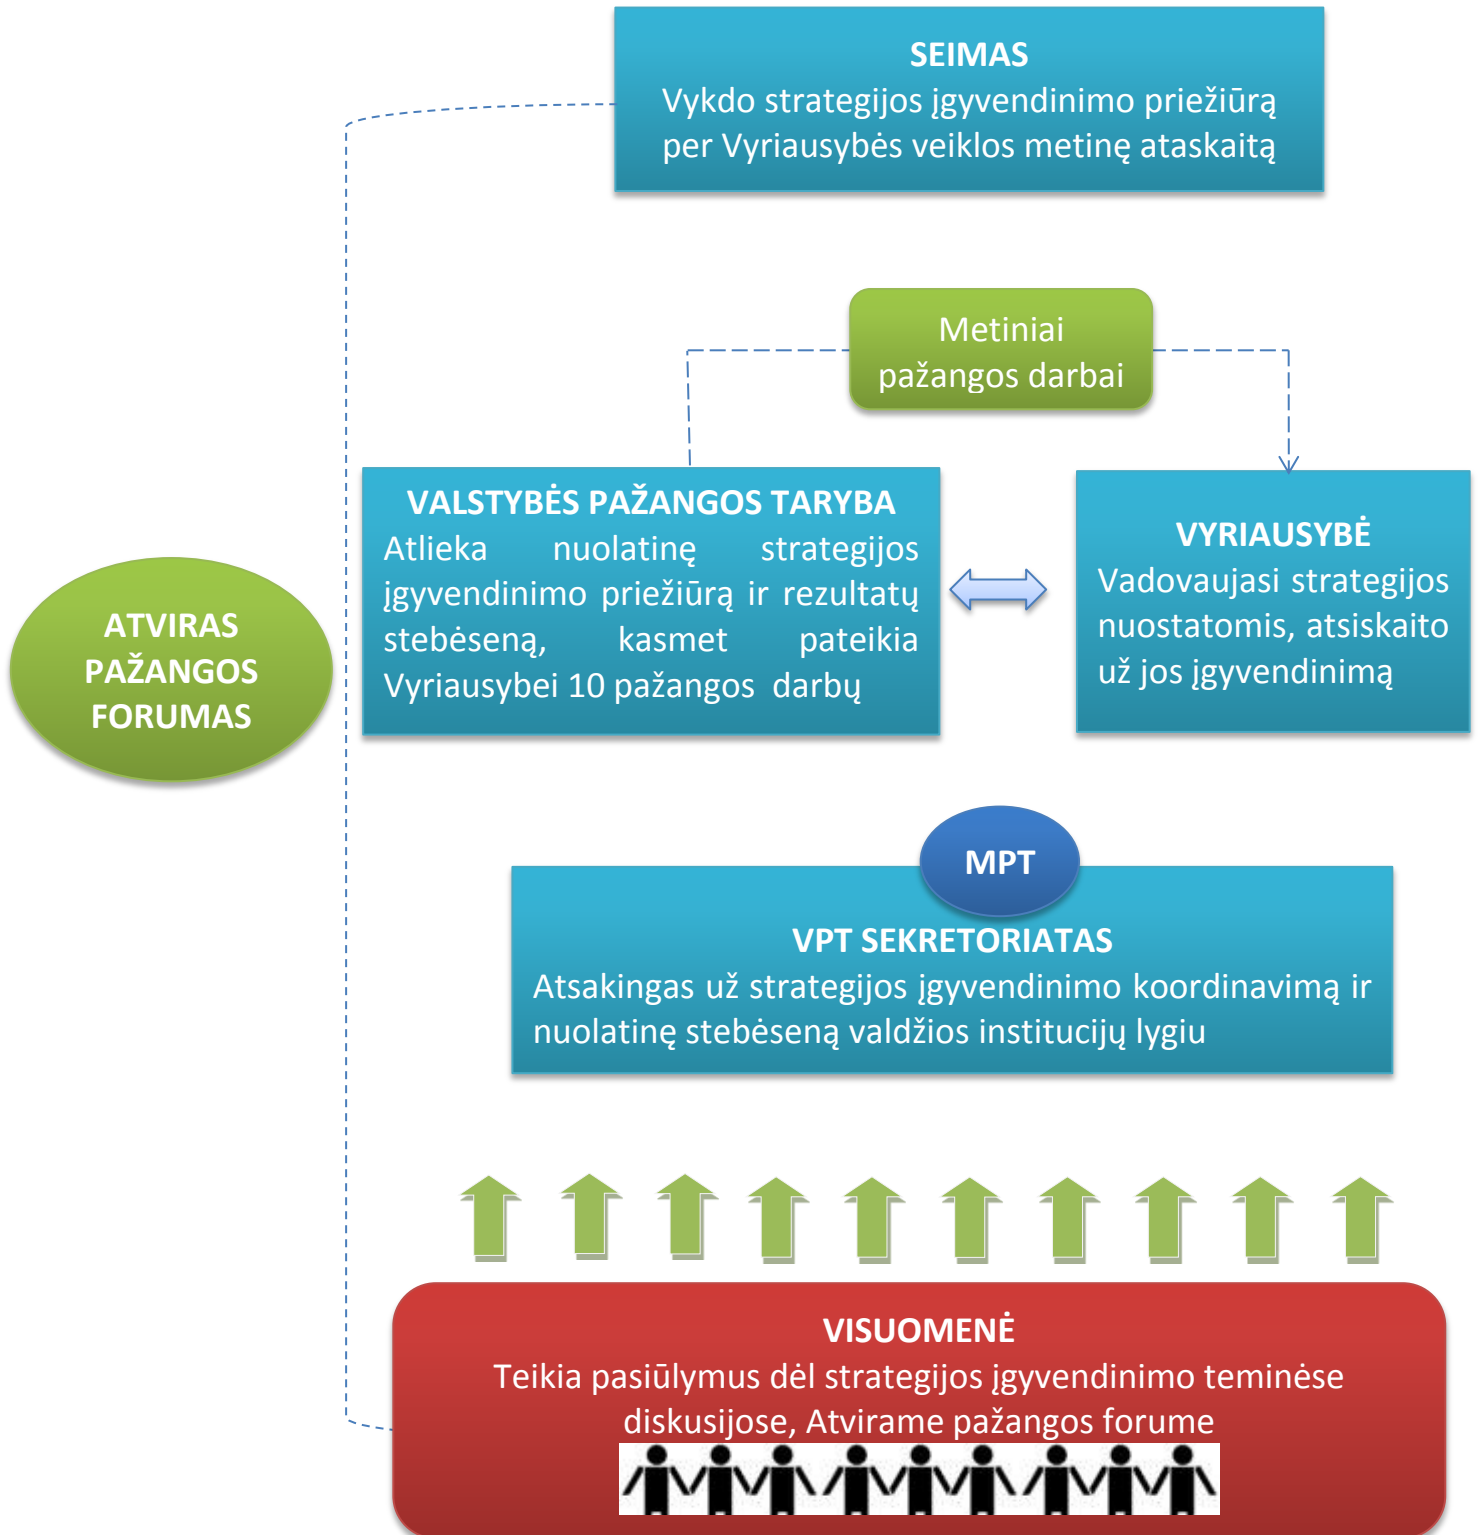 SEIMAS
Vykdo strategijos įgyvendinimo priežiūrą
per Vyriausybės veiklos metinę ataskaitą
Metiniai
pažangos darbai
VALSTYBĖS PAŽANGOS TARYBA
Atlieka nuolatinę strategijos
įgyvendinimo priežiūrą ir rezultatų
stebėseną, kasmet pateikia
Vyriausybei 10 pažangos darbų
VYRIAUSYBĖ
Vadovaujasi strategijos
nuostatomis, atsiskaito
už jos įgyvendinimą
ATVIRAS
PAŽANGOS
FORUMAS
MPT
VPT SEKRETORIATAS
Atsakingas už strategijos įgyvendinimo koordinavimą ir
nuolatinę stebėseną valdžios institucijų lygiu
VISUOMENĖ
Teikia pasiūlymus dėl strategijos įgyvendinimo teminėse
diskusijose, Atvirame pažangos forume